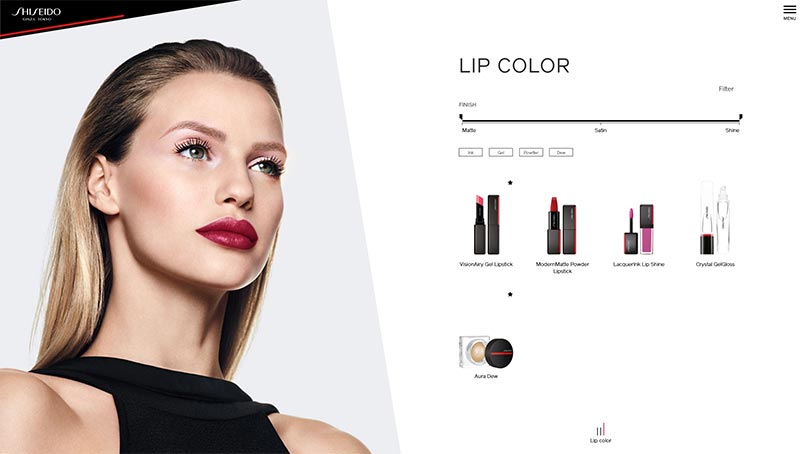 SHISEIDO
GINZA TOKYO
MENU
LIP COLOR
Filter
FINISH
Matte Satin Shine
Ink Gel Powder Dew
VisionAiry Gel Lipstick
ModernMatte Powder
Lipstick
LacquerInk Lip Shine
Crystal GelGloss
Aura Dew
Lip color